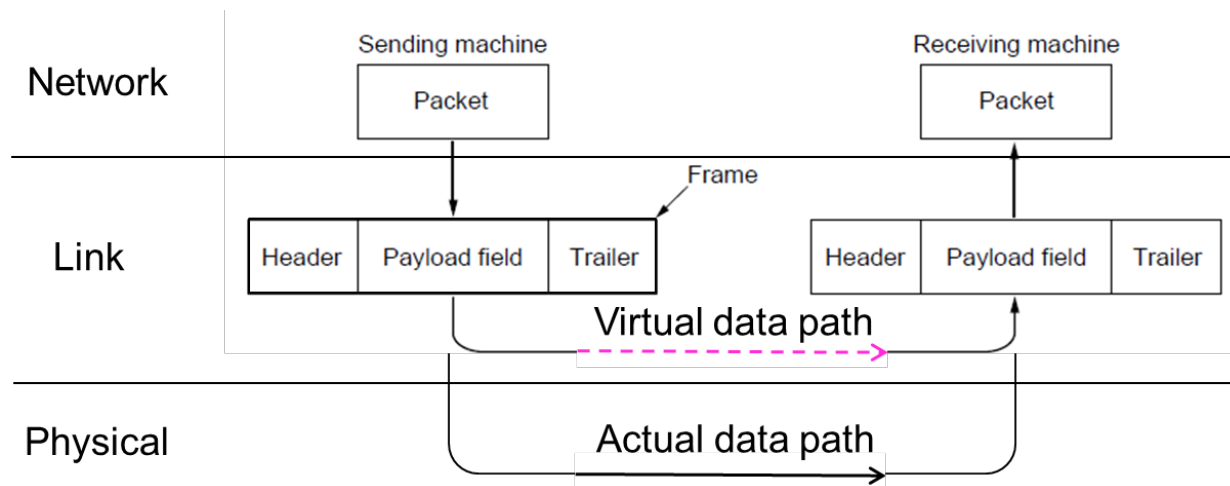 Sending machine
Receiving machine
Network
Packet
Packet
Frame
Link
Header
Payload field
Trailer
Header
Payload field
Trailer
Virtual data path
Physical
Actual data path